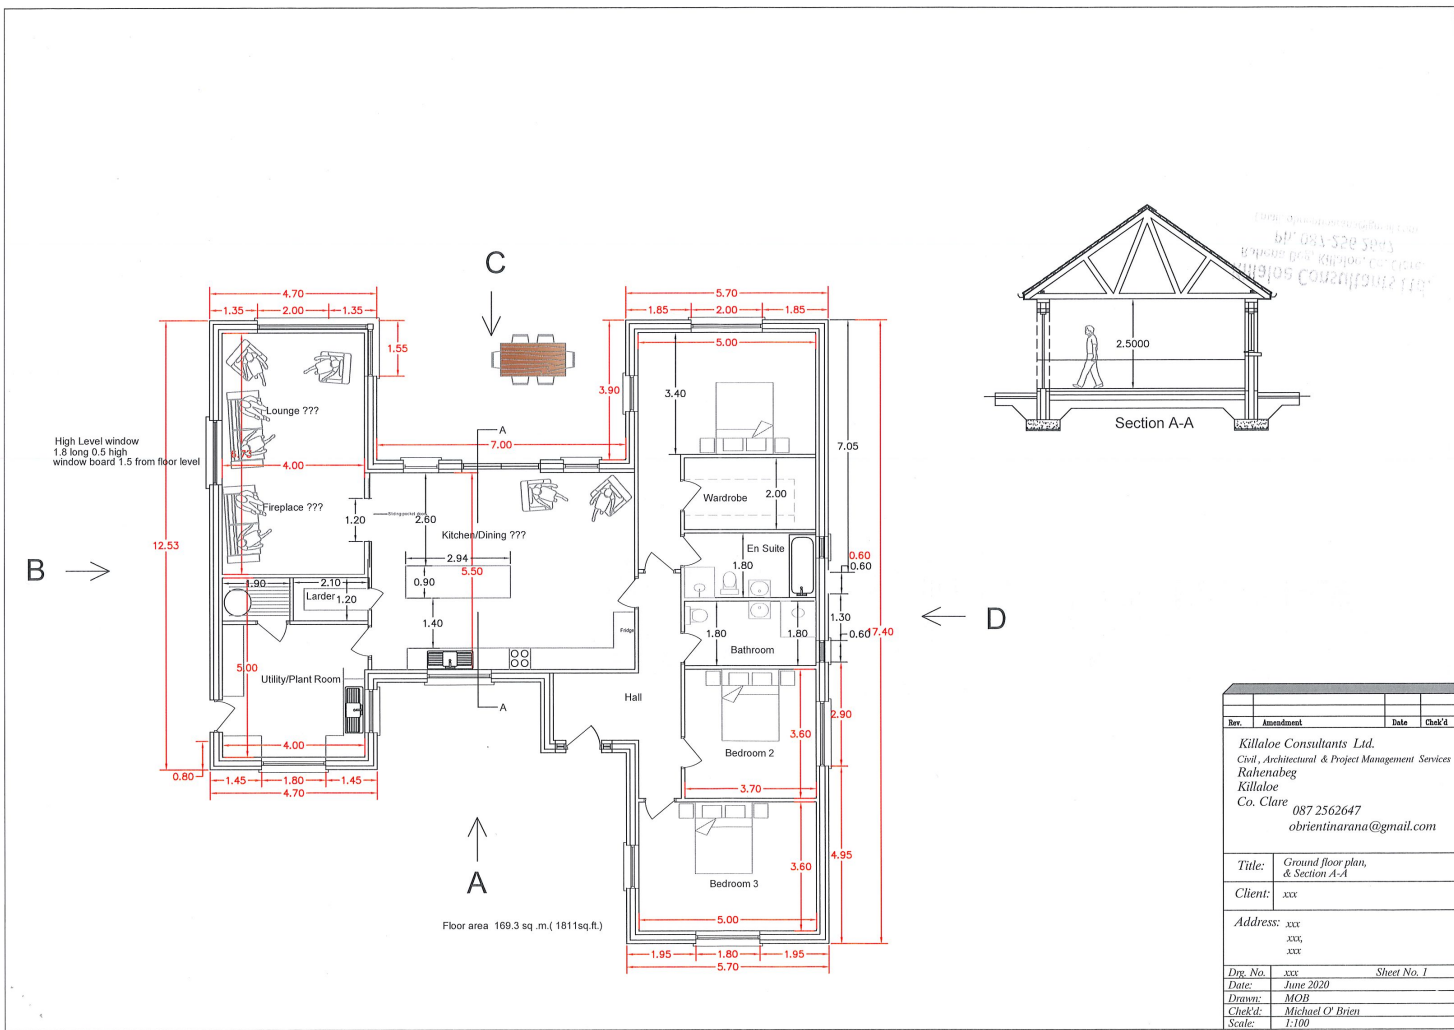 C
4.70
1.35 2.00 1.35
5.70
1.85 2.00 1.85
1.55
5.00
3.90
3.40
Lounge ???
A
7.00
7.05
High Level window
1.8 long 0.5 high
window board 1.5 from floor level
4.00
Wardrobe
2.00
Fireplace ???
1.20
2.60
Kitchen/Dining ???
12.53
En Suite
2.94
5.50
1.80
0.60
0.60
B
1.90
2.10
0.90
Larder
1.20
1.40
1.30
1.80
1.80
0.60
17.40
Fridge
Bathroom
D
5.00
Utility/Plant Room
Hall
A
2.90
3.60
Bedroom 2
4.00
0.80
1.45 1.80 1.45
4.70
3.70
A
4.95
3.60
Bedroom 3
5.00
Floor area 169.3 sq .m.( 1811sq.ft.)
1.95 1.80 1.95
5.70
Killaloe Consultants Ltd.
Ph. 087-256 2647
2.5000
Section A-A
Rev. Amendment Date Chek'd
Killaloe Consultants Ltd.
Civil , Architectural & Project Management Services
Rahenabeg
Killaloe
Co. Clare
087 2562647
obrientinarana@gmail.com
Title: Ground floor plan,
& Section A-A
Client: xxx
Address: xxx
xxx,
xxx
Drg. No. xxx Sheet No. 1
Date: June 2020
Drawn: MOB
Chek'd: Michael O' Brien
Scale: 1:100